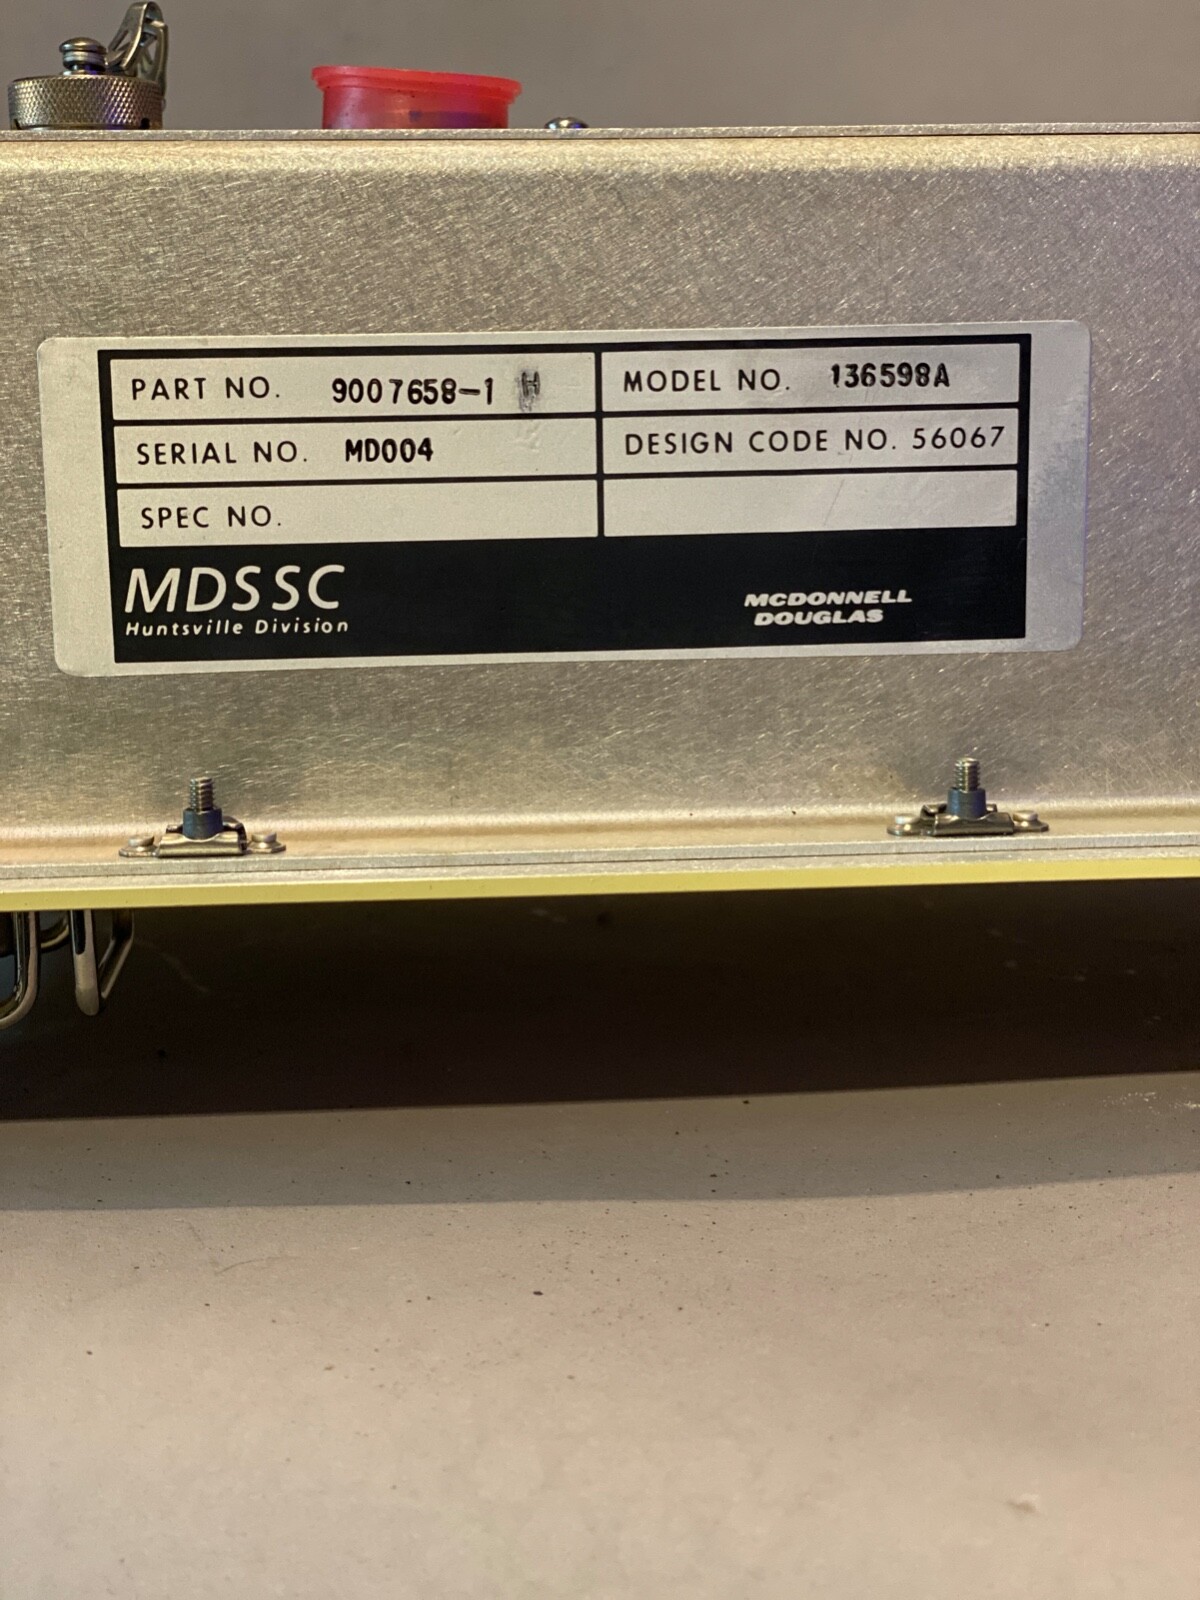 PART NO. 9007658-1 H
MODEL NO. 136598A
SERIAL NO. MD004
DESIGN CODE NO. 56067
SPEC NO.
MDSSC
Huntsville Division
MCDONNELL
DOUGLAS